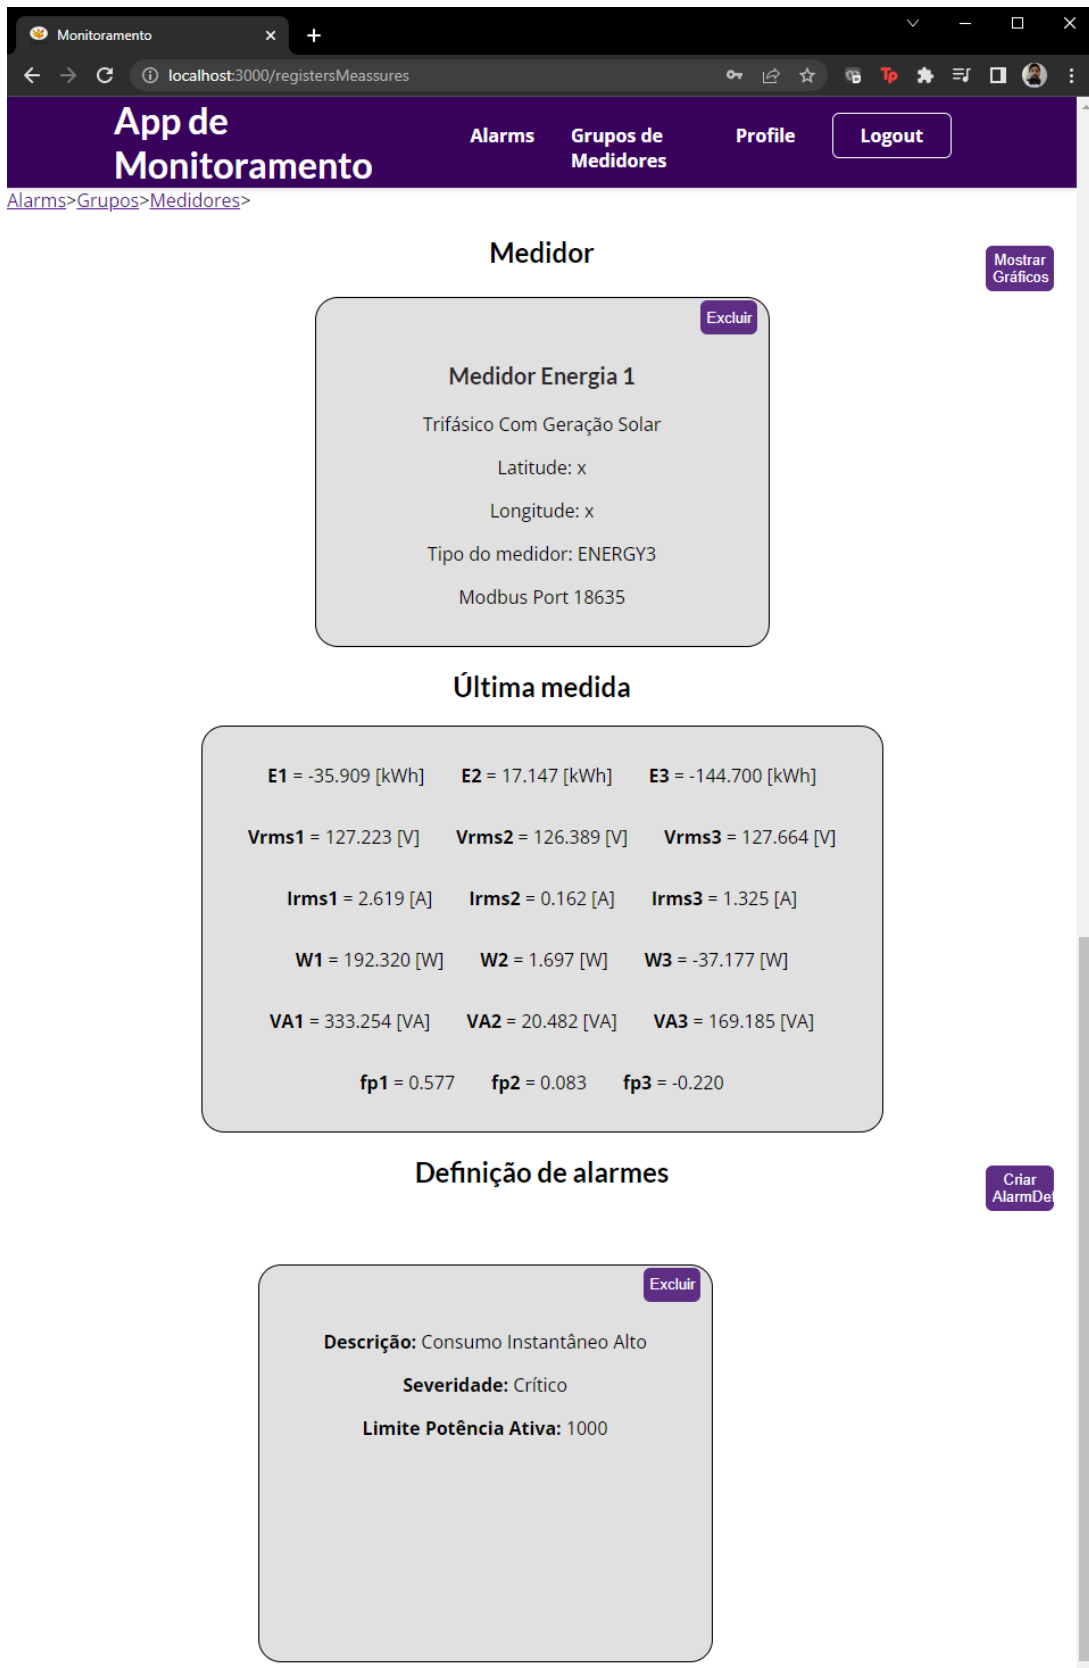 Monitoramento
localhost:3000/registersMeassures
App de
Monitoramento
Alarms
Grupos de
Medidores
Profile
Logout
Alarms>Grupos>Medidores>
Medidor
Mostrar
Gráficos
Excluir
Medidor Energia 1
Trifásico Com Geração Solar
Latitude: x
Longitude: x
Tipo do medidor: ENERGY3
Modbus Port 18635
Última medida
E1 = -35.909 [kWh] E2 = 17.147 [kWh] E3 = -144.700 [kWh]
Vrms1 = 127.223 [V] Vrms2 = 126.389 [V] Vrms3 = 127.664 [V]
Irms1 = 2.619 [A] Irms2 = 0.162 [A] Irms3 = 1.325 [A]
W1 = 192.320 [W] W2 = 1.697 [W] W3 = -37.177 [W]
VA1 = 333.254 [VA] VA2 = 20.482 [VA] VA3 = 169.185 [VA]
fp1 = 0.577 fp2 = 0.083 fp3 = -0.220
Definição de alarmes
Criar
AlarmDef
Excluir
Descrição: Consumo Instantâneo Alto
Severidade: Crítico
Limite Potência Ativa: 1000